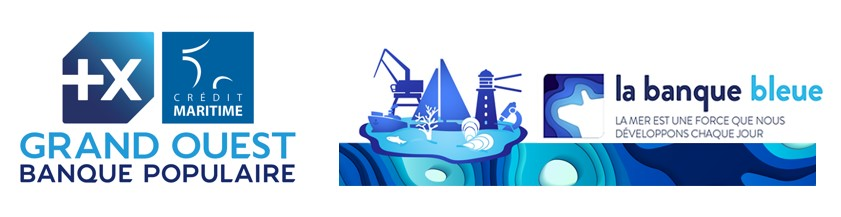 +X
CRÉDIT
MARITIME
GRAND OUEST
BANQUE POPULAIRE
la banque bleue
LA MER EST UNE FORCE QUE NOUS
DÉVELOPPONS CHAQUE JOUR